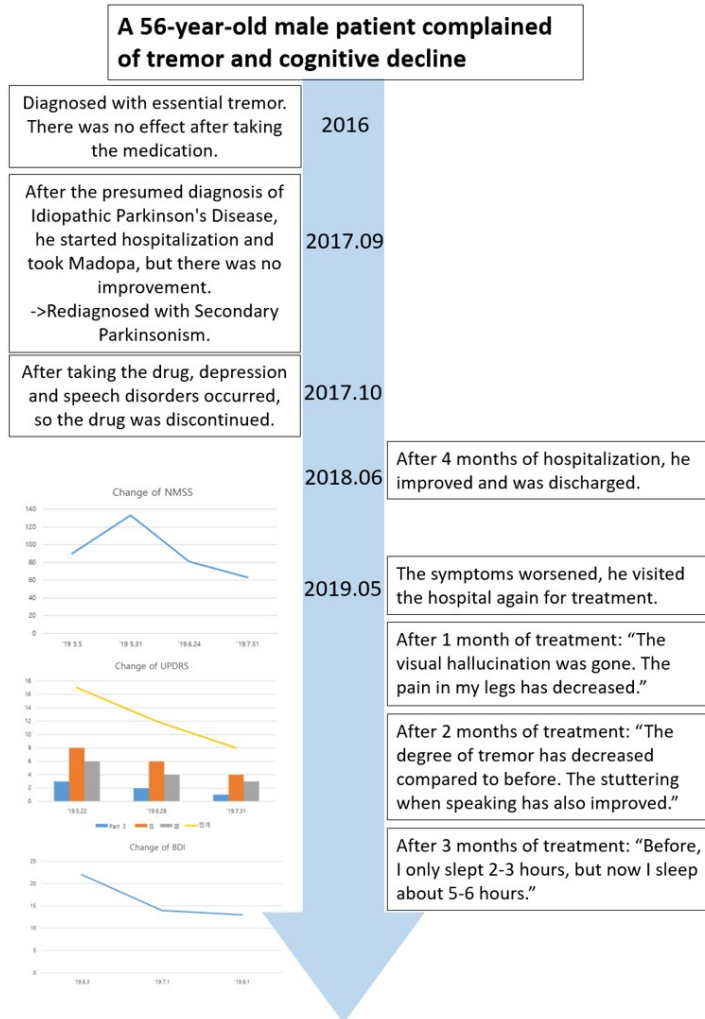 A 56-year-old male patient complained
of tremor and cognitive decline
Diagnosed with essential tremor.
There was no effect after taking
the medication.
2016
After the presumed diagnosis of
Idiopathic Parkinson's Disease,
he started hospitalization and
took Madopa, but there was no
improvement.
->Rediagnosed with Secondary
Parkinsonism.
2017.09
After taking the drug, depression
and speech disorders occurred,
so the drug was discontinued.
2017.10
2018.06
After 4 months of hospitalization, he
improved and was discharged.
2019.05
The symptoms worsened, he visited
the hospital again for treatment.
After 1 month of treatment: “The
visual hallucination was gone. The
pain in my legs has decreased.”
After 2 months of treatment: “The
degree of tremor has decreased
compared to before. The stuttering
when speaking has also improved.”
After 3 months of treatment: “Before,
I only slept 2-3 hours, but now I sleep
about 5-6 hours.”
Change of NMSS
140
120
100
80
60
40
20
0
'19 5.5
'19 5.31
'19.6.24
'19.7.31
Change of UPDRS
18
16
14
12
10
8
6
4
2
0
'19.5.22
'19.6.28
'19.7.31
Part Ⅰ
Ⅱ
Ⅲ
합계
Change of BDI
25
20
15
10
5
0
'19.6.3
'19.7.1
'19.8.1